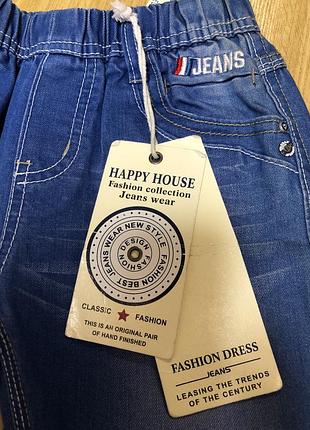 JEANS
HAPPY HOUSE
Fashion collection
Jeans wear
BEST JEANS WEAR NEW STYLE FASHION
DESIGN FASHION
CLASSIC ★ FASHION
THIS IS AN ORIGINAL PAIR
OF HAND FINISHED
FASHION DRESS
JEANS
LEASING THE TRENDS
OF THE CENTURY